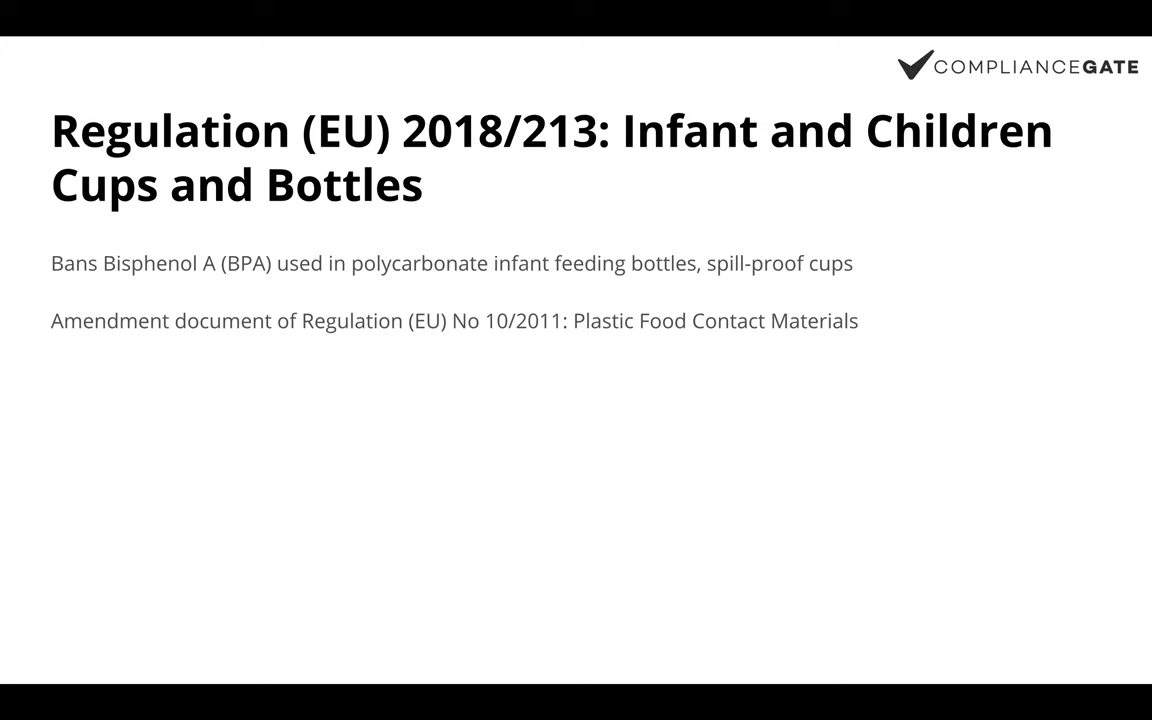 COMPLIANCEGATE
Regulation (EU) 2018/213: Infant and Children
Cups and Bottles
Bans Bisphenol A (BPA) used in polycarbonate infant feeding bottles, spill-proof cups
Amendment document of Regulation (EU) No 10/2011: Plastic Food Contact Materials